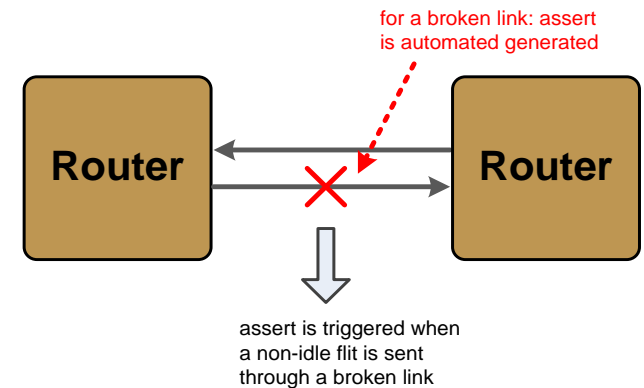 for a broken link: assert
is automated generated
Router
Router
assert is triggered when
a non-idle flit is sent
through a broken link